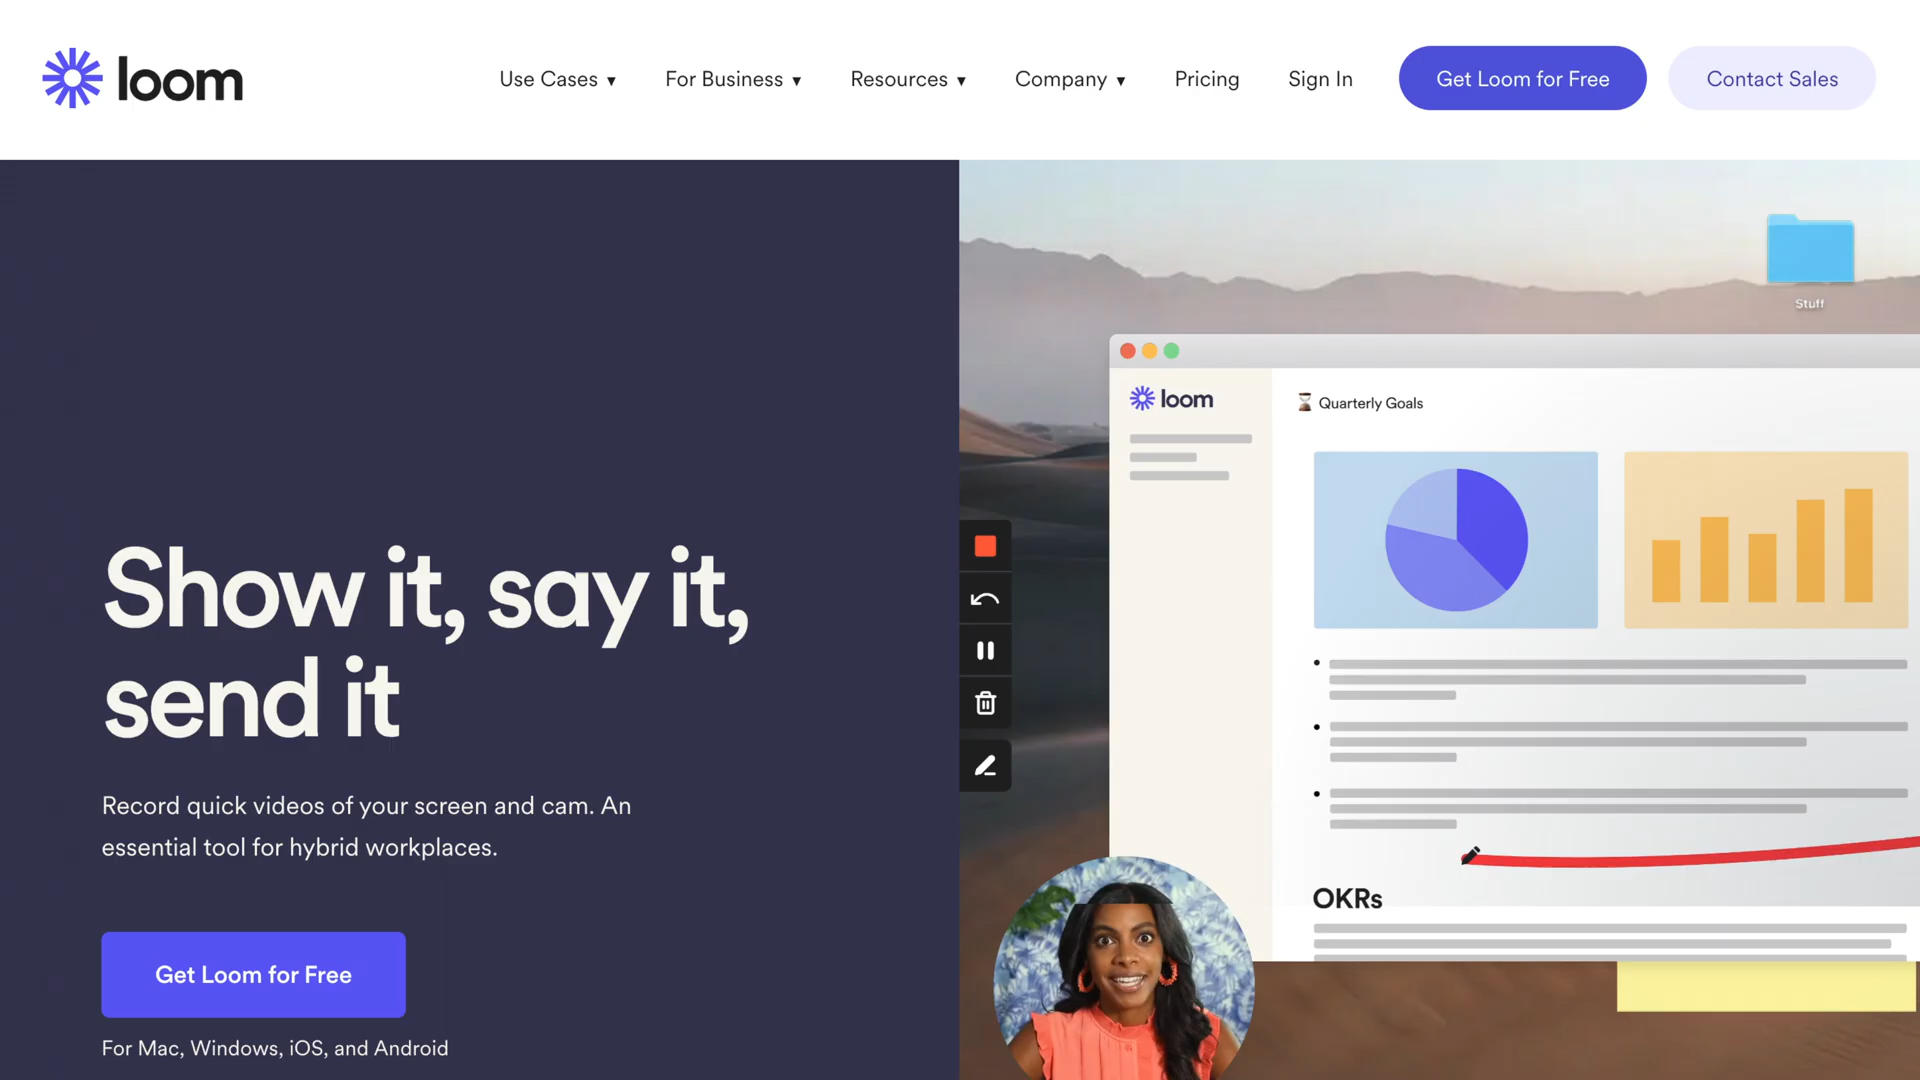 loom
Use Cases ▼
For Business ▼
Resources ▼
Company ▼
Pricing
Sign In
Get Loom for Free
Contact Sales
Show it, say it,
send it
Record quick videos of your screen and cam. An
essential tool for hybrid workplaces.
Get Loom for Free
For Mac, Windows, iOS, and Android
Stuff
loom
⏳ Quarterly Goals
OKRs